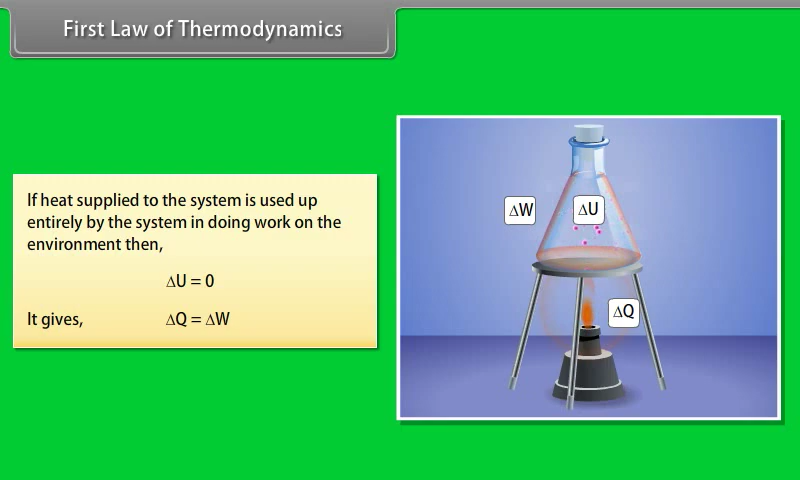 First Law of Thermodynamics
If heat supplied to the system is used up
entirely by the system in doing work on the
environment then,
ΔU = 0
It gives, ΔQ = ΔW
ΔW
ΔU
ΔQ